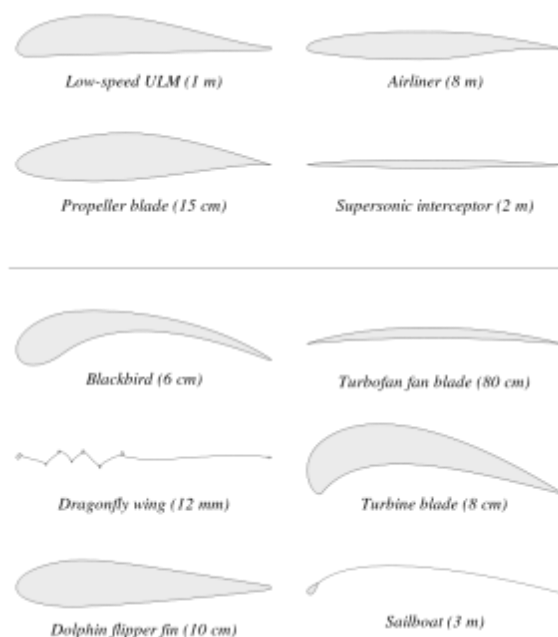 Low-speed ULM (1 m)
Airliner (8 m)
Propeller blade (15 cm)
Supersonic interceptor (2 m)
Blackbird (6 cm)
Turbofan fan blade (80 cm)
Dragonfly wing (12 mm)
Turbine blade (8 cm)
Dolphin flipper fin (10 cm)
Sailboat (3 m)